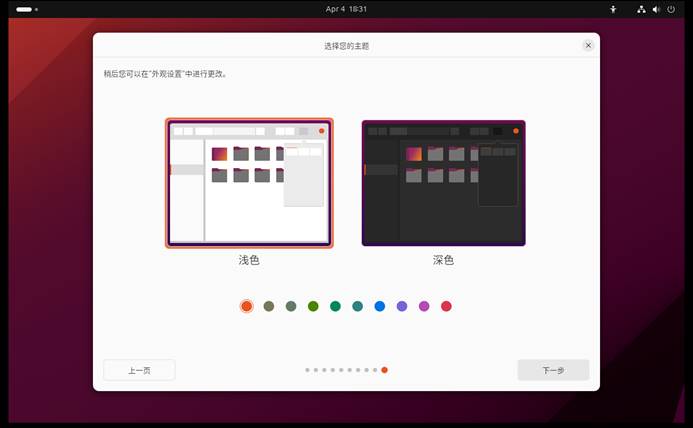 Apr 4 18:31
选择您的主题
稍后您可以在"外观设置"中进行更改。
浅色
深色
上一页
下一步